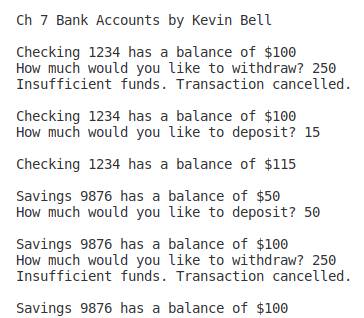 Ch 7 Bank Accounts by Kevin Bell
Checking 1234 has a balance of $100
How much would you like to withdraw? 250
Insufficient funds. Transaction cancelled.
Checking 1234 has a balance of $100
How much would you like to deposit? 15
Checking 1234 has a balance of $115
Savings 9876 has a balance of $50
How much would you like to deposit? 50
Savings 9876 has a balance of $100
How much would you like to withdraw? 250
Insufficient funds. Transaction cancelled.
Savings 9876 has a balance of $100